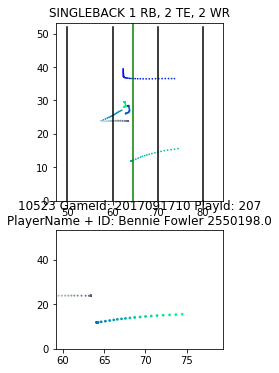 SINGLEBACK 1 RB, 2 TE, 2 WR
50
40
30
20
10
0
50 60 70 80
10523 GameId: 2017091710 PlayId: 207
PlayerName + ID: Bennie Fowler 2550198.0
40
20
0
60 65 70 75